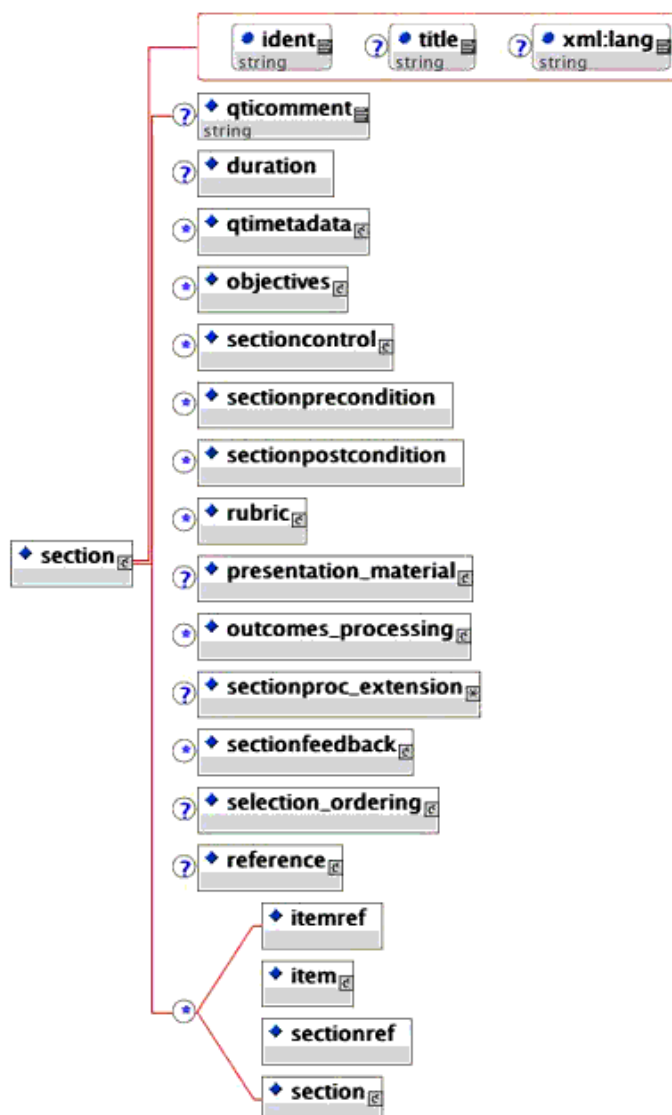 ident ? title ? xml:lang
string string string
? qticomment
string
? duration
* qtimetadata
* objectives
* sectioncontrol
* sectionprecondition
* sectionpostcondition
* rubric
section
? presentation_material
* outcomes_processing
? sectionproc_extension
* sectionfeedback
? selection_ordering
? reference
itemref
item
*
sectionref
section